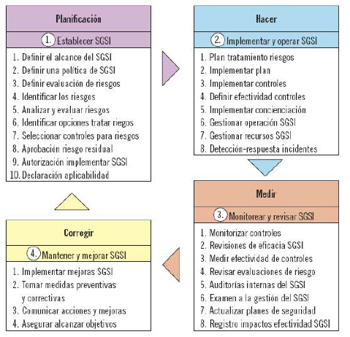 Planificación
1. Establecer SGSI
1. Definir el alcance del SGSI
2. Definir una política de SGSI
3. Definir evaluación de riesgos
4. Identificar los riesgos
5. Analizar y evaluar riesgos
6. Identificar opciones tratar riegos
7. Seleccionar controles para riesgos
8. Aprobación riesgo residual
9. Autorización implementar SGSI
10. Declaración aplicabilidad
Hacer
2. Implementar y operar SGSI
1. Plan tratamiento riesgos
2. Implementar plan
3. Implementar controles
4. Definir efectividad controles
5. Implementar concienciación
6. Gestionar operación SGSI
7. Gestionar recursos SGSI
8. Detección-respuesta incidentes
Medir
3. Monitorear y revisar SGSI
1. Monitorizar controles
2. Revisiones de eficacia SGSI
3. Medir efectividad de controles
4. Revisar evaluaciones de riesgo
5. Auditorías internas del SGSI
6. Examen a la gestión del SGSI
7. Actualizar planes de seguridad
8. Registro impactos efectividad SGSI
Corregir
4. Mantener y mejorar SGSI
1. Implementar mejoras SGSI
2. Tomar medidas preventivas
y correctivas
3. Comunicar acciones y mejoras
4. Asegurar alcanzar objetivos